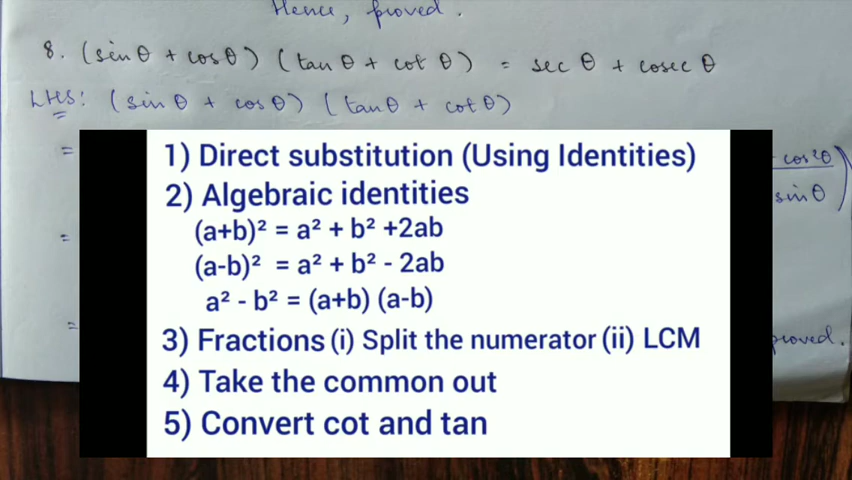 Hence, proved.
8. (sin θ + cos θ) (tan θ + cot θ) = sec θ + cosec θ
LHS: (sin θ + cos θ) (tan θ + cot θ)
=
cos²θ
sin θ
=
= proved.
1) Direct substitution (Using Identities)
2) Algebraic identities
(a+b)² = a² + b² +2ab
(a-b)² = a² + b² - 2ab
a² - b² = (a+b) (a-b)
3) Fractions (i) Split the numerator (ii) LCM
4) Take the common out
5) Convert cot and tan